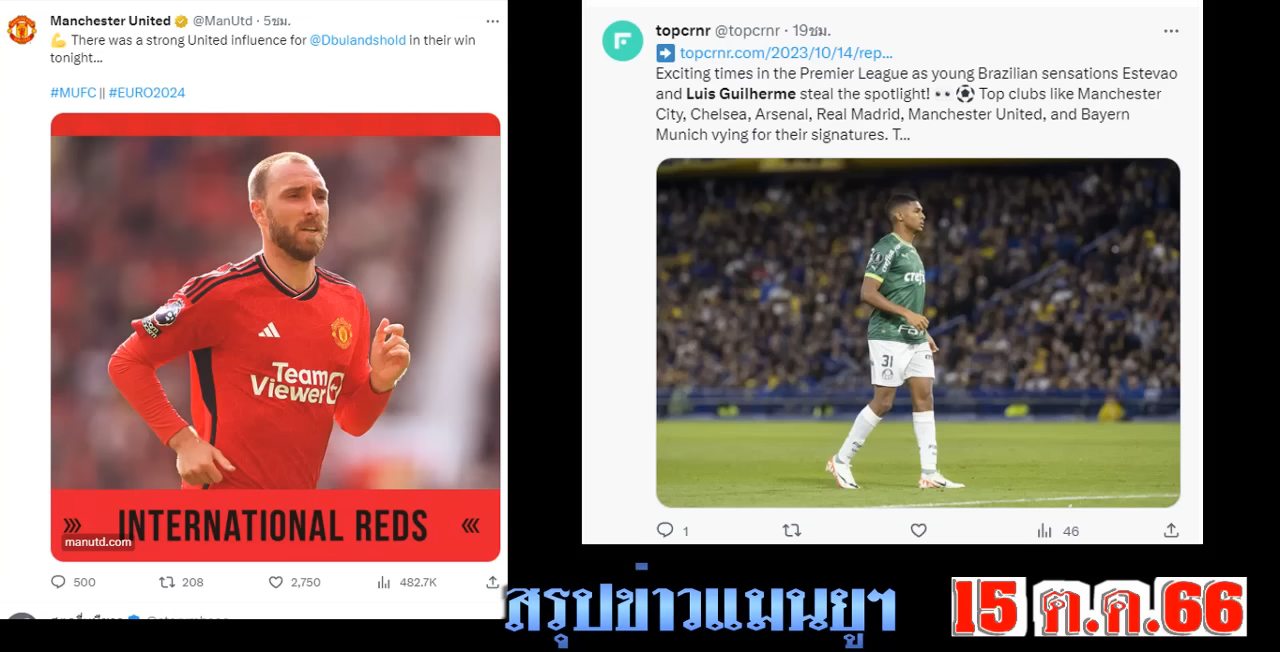 Manchester United @ManUtd · 5ชม.
💪 There was a strong United influence for @Dbulandshold in their win
tonight...
#MUFC || #EURO2024
Team
Viewer
INTERNATIONAL REDS
manutd.com
500 208 2,750 482.7K
topcrnr @topcrnr · 19ชม.
➡️ topcrnr.com/2023/10/14/rep...
Exciting times in the Premier League as young Brazilian sensations Estevao
and Luis Guilherme steal the spotlight! 👀 ⚽ Top clubs like Manchester
City, Chelsea, Arsenal, Real Madrid, Manchester United, and Bayern
Munich vying for their signatures. T...
31
1 46
สรุปข่าวแมนยูฯ
15 ต.ค.66